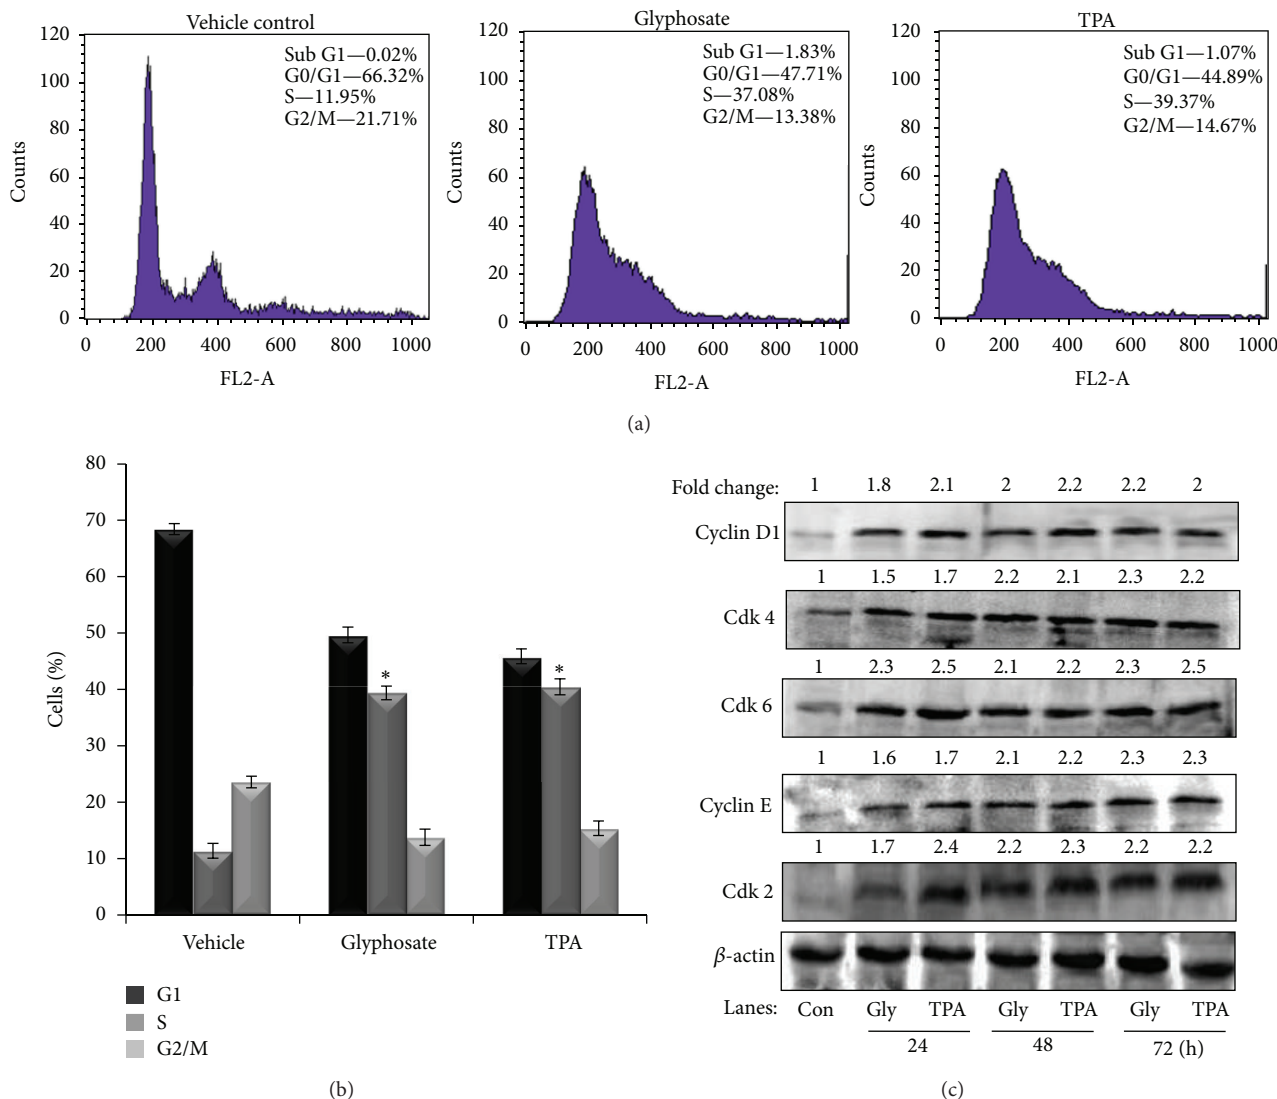 Vehicle control
120
100
80
60
40
20
0
Counts
Sub G1—0.02%
G0/G1—66.32%
S—11.95%
G2/M—21.71%
0 200 400 600 800 1000
FL2-A
Glyphosate
120
100
80
60
40
20
0
Counts
Sub G1—1.83%
G0/G1—47.71%
S—37.08%
G2/M—13.38%
0 200 400 600 800 1000
FL2-A
TPA
120
100
80
60
40
20
0
Counts
Sub G1—1.07%
G0/G1—44.89%
S—39.37%
G2/M—14.67%
0 200 400 600 800 1000
FL2-A
(a)
80
70
60
50
40
30
20
10
0
Cells (%)
* *
Vehicle Glyphosate TPA
G1
S
G2/M
(b)
Fold change: 1 1.8 2.1 2 2.2 2.2 2
Cyclin D1
1 1.5 1.7 2.2 2.1 2.3 2.2
Cdk 4
1 2.3 2.5 2.1 2.2 2.3 2.5
Cdk 6
1 1.6 1.7 2.1 2.2 2.3 2.3
Cyclin E
1 1.7 2.4 2.2 2.3 2.2 2.2
Cdk 2
β-actin
Lanes: Con Gly TPA Gly TPA Gly TPA
24 48 72 (h)
(c)